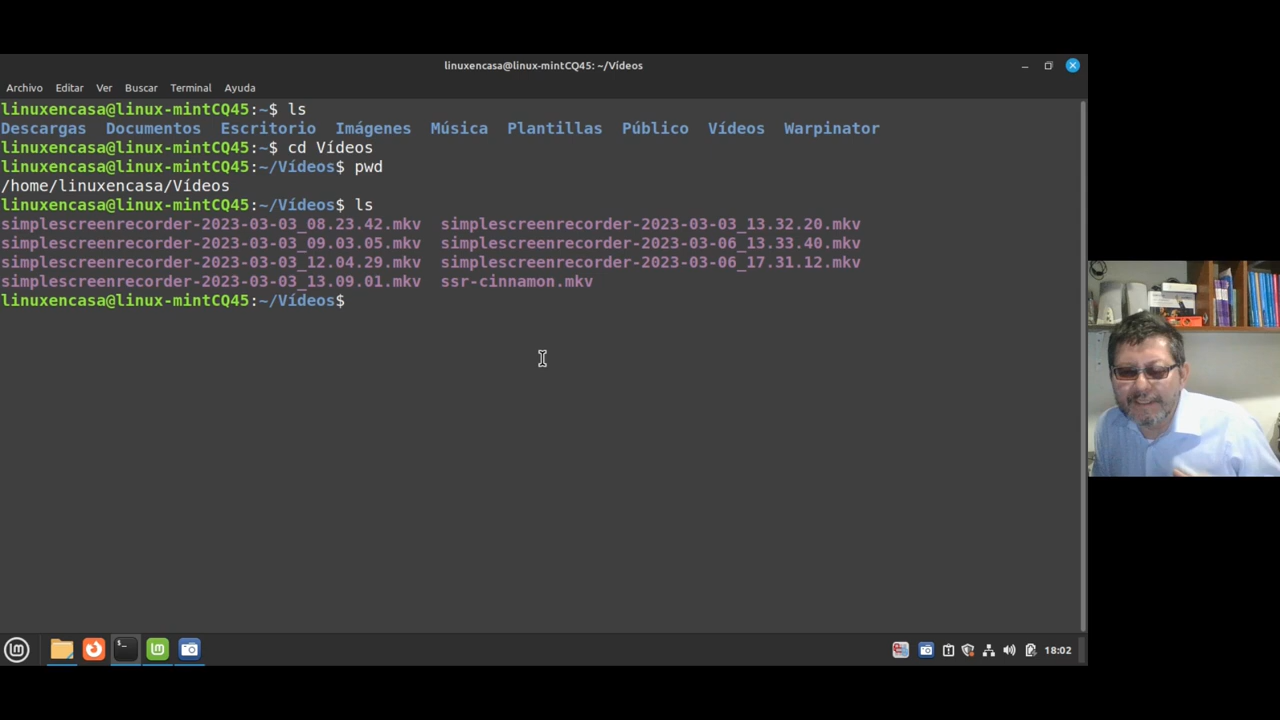 linuxencasa@linux-mintCQ45: ~/Vídeos
Archivo Editar Ver Buscar Terminal Ayuda
linuxencasa@linux-mintCQ45:~$ ls
Descargas Documentos Escritorio Imágenes Música Plantillas Público Vídeos Warpinator
linuxencasa@linux-mintCQ45:~$ cd Vídeos
linuxencasa@linux-mintCQ45:~/Vídeos$ pwd
/home/linuxencasa/Vídeos
linuxencasa@linux-mintCQ45:~/Vídeos$ ls
simplescreenrecorder-2023-03-03_08.23.42.mkv simplescreenrecorder-2023-03-03_13.32.20.mkv
simplescreenrecorder-2023-03-03_09.03.05.mkv simplescreenrecorder-2023-03-06_13.33.40.mkv
simplescreenrecorder-2023-03-03_12.04.29.mkv simplescreenrecorder-2023-03-06_17.31.12.mkv
simplescreenrecorder-2023-03-03_13.09.01.mkv ssr-cinnamon.mkv
linuxencasa@linux-mintCQ45:~/Vídeos$
18:02